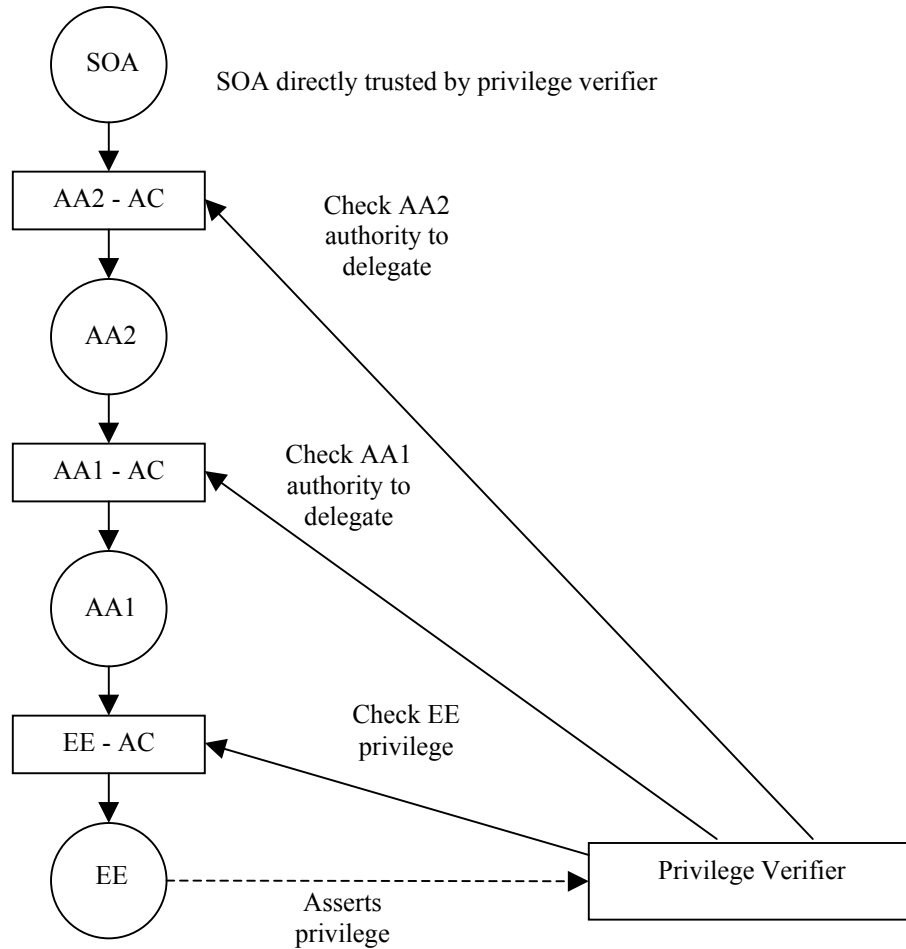 SOA
SOA directly trusted by privilege verifier
AA2 - AC
Check AA2
authority to
delegate
AA2
AA1 - AC
Check AA1
authority to
delegate
AA1
EE - AC
Check EE
privilege
EE
Asserts
privilege
Privilege Verifier